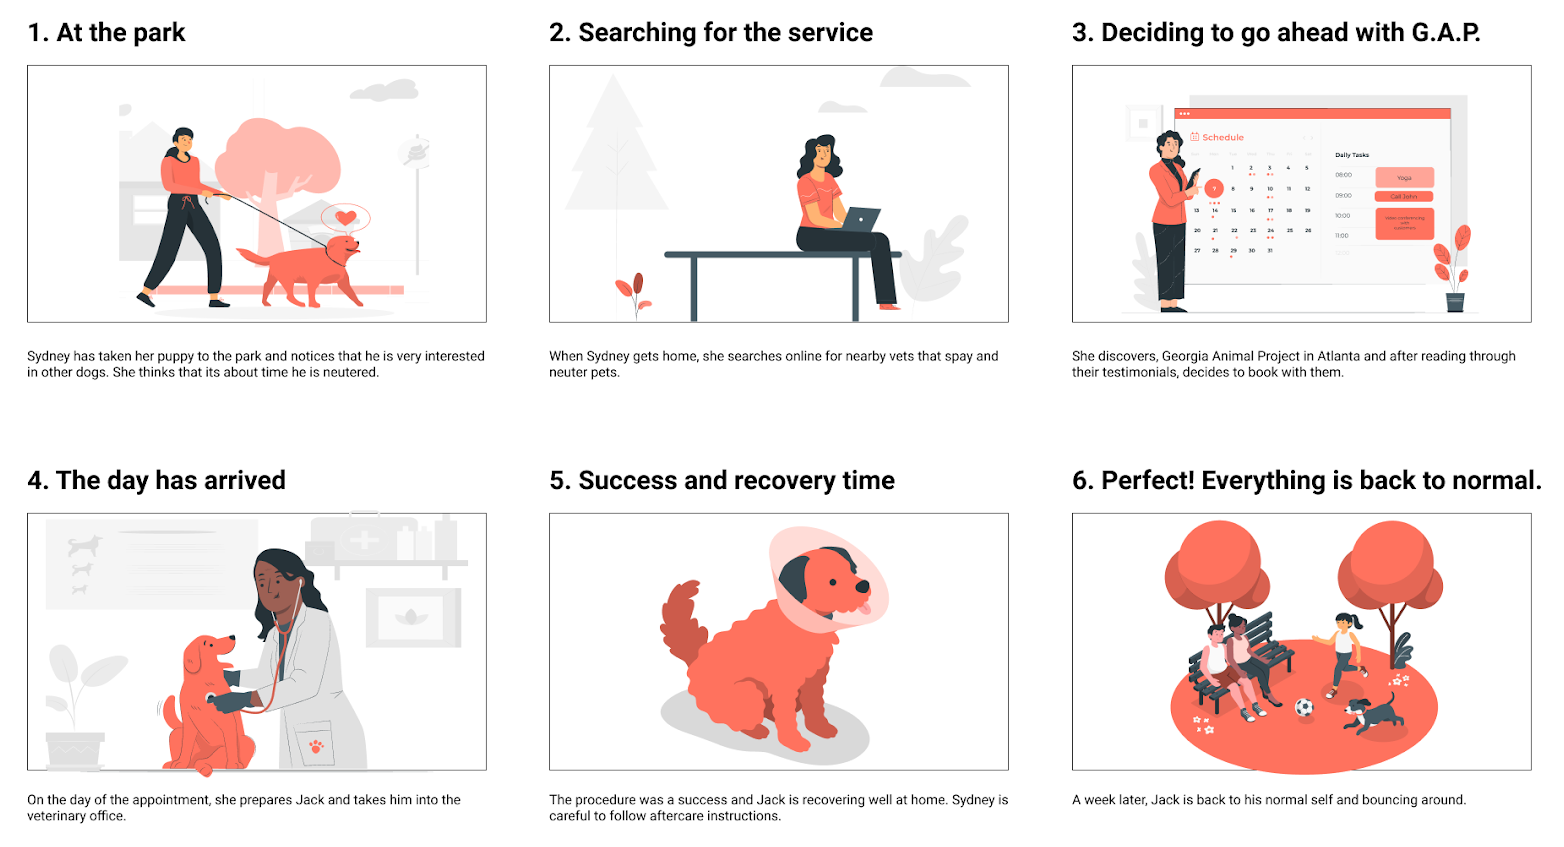 1. At the park
Sydney has taken her puppy to the park and notices that he is very interested
in other dogs. She thinks that its about time he is neutered.
2. Searching for the service
When Sydney gets home, she searches online for nearby vets that spay and
neuter pets.
3. Deciding to go ahead with G.A.P.
Schedule
1 2 3 4 5
7 8 9 10 11 12
13 14 15 16 17 18 19
20 21 22 23 24 25 26
27 28 29 30 31
Daily Tasks
08:00 Yoga
09:00 Call John
10:00 Video conferencing
with
customers
11:00
She discovers, Georgia Animal Project in Atlanta and after reading through
their testimonials, decides to book with them.
4. The day has arrived
On the day of the appointment, she prepares Jack and takes him into the
veterinary office.
5. Success and recovery time
The procedure was a success and Jack is recovering well at home. Sydney is
careful to follow aftercare instructions.
6. Perfect! Everything is back to normal.
A week later, Jack is back to his normal self and bouncing around.